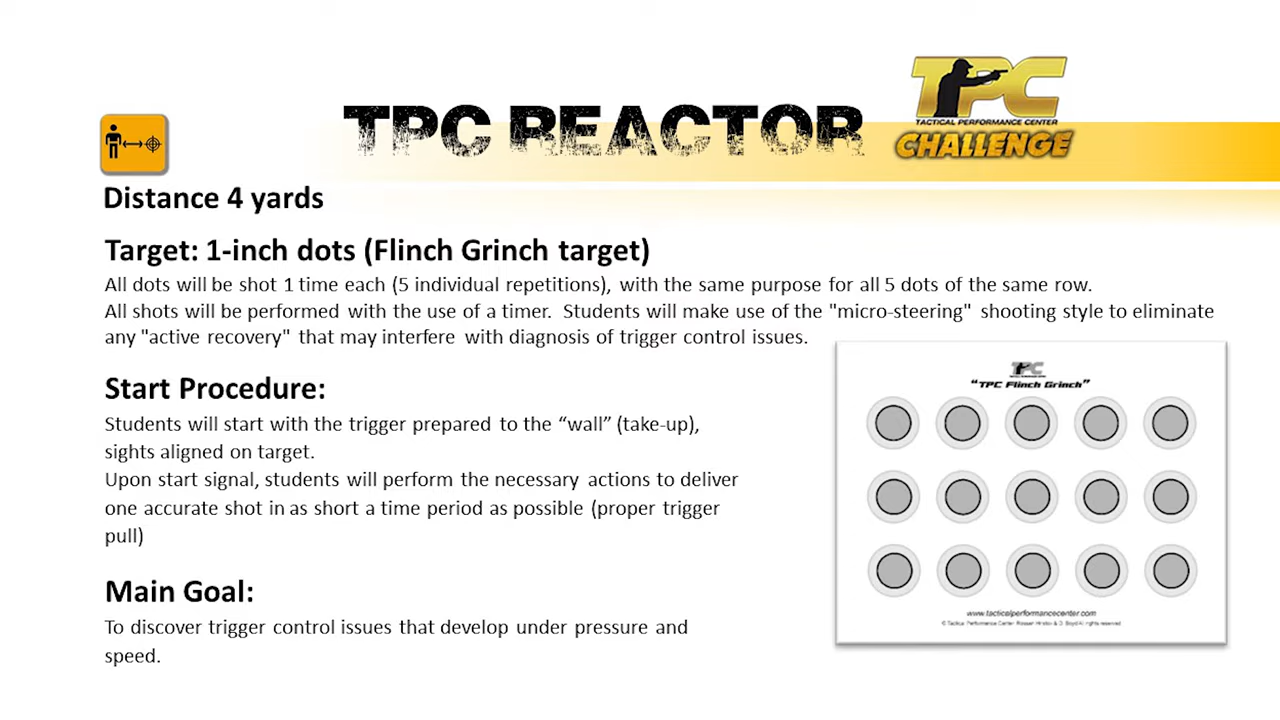 TPC REACTOR
TPC
TACTICAL PERFORMANCE CENTER
CHALLENGE
Distance 4 yards
Target: 1-inch dots (Flinch Grinch target)
All dots will be shot 1 time each (5 individual repetitions), with the same purpose for all 5 dots of the same row.
All shots will be performed with the use of a timer. Students will make use of the "micro-steering" shooting style to eliminate
any "active recovery" that may interfere with diagnosis of trigger control issues.
Start Procedure:
Students will start with the trigger prepared to the “wall” (take-up),
sights aligned on target.
Upon start signal, students will perform the necessary actions to deliver
one accurate shot in as short a time period as possible (proper trigger
pull)
Main Goal:
To discover trigger control issues that develop under pressure and
speed.
TPC
“TPC Flinch Grinch”
www.tacticalperformancecenter.com
© Tactical Performance Center. All rights reserved